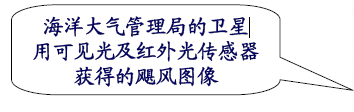 海洋大气管理局的卫星
用可见光及红外光传感器
获得的飓风图像